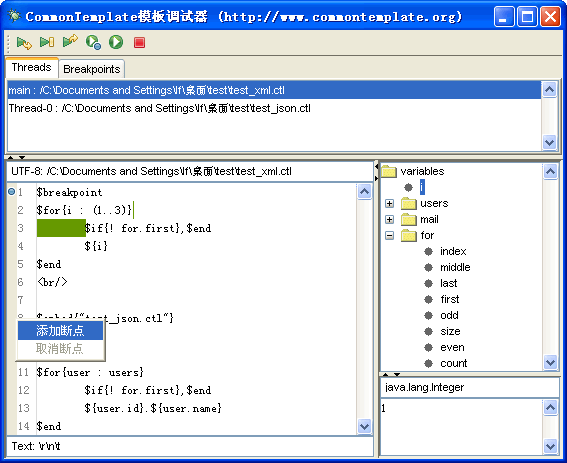 CommonTemplate模板调试器 (http://www.commontemplate.org)
Threads
Breakpoints
main : /C:\Documents and Settings\lf\桌面\test\test_xml.ctl
Thread-0 : /C:\Documents and Settings\lf\桌面\test\test_json.ctl
UTF-8: /C:\Documents and Settings\lf\桌面\test\test_xml.ctl
1 $breakpoint
2 $for{i : (1..3)}
3 $if{! for.first},$end
4 ${i}
5 $end
6 <br/>
7
test_json.ctl"}
添加断点
取消断点
11 $for{user : users}
12 $if{! for.first},$end
13 ${user.id}.${user.name}
14 $end
Text: \r\n\t
variables
i
users
mail
for
index
middle
last
first
odd
size
even
count
java.lang.Integer
1